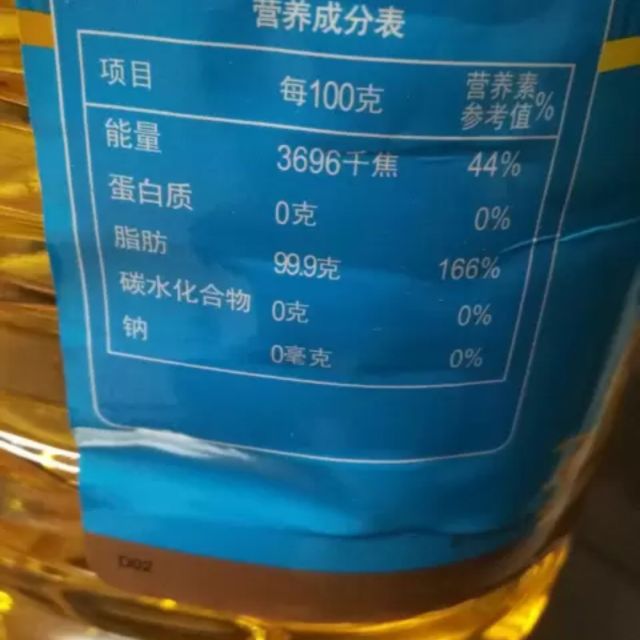 营养成分表
项目 每100克 营养素参考值%
能量 3696千焦 44%
蛋白质 0克 0%
脂肪 99.9克 166%
碳水化合物 0克 0%
钠 0毫克 0%
D02